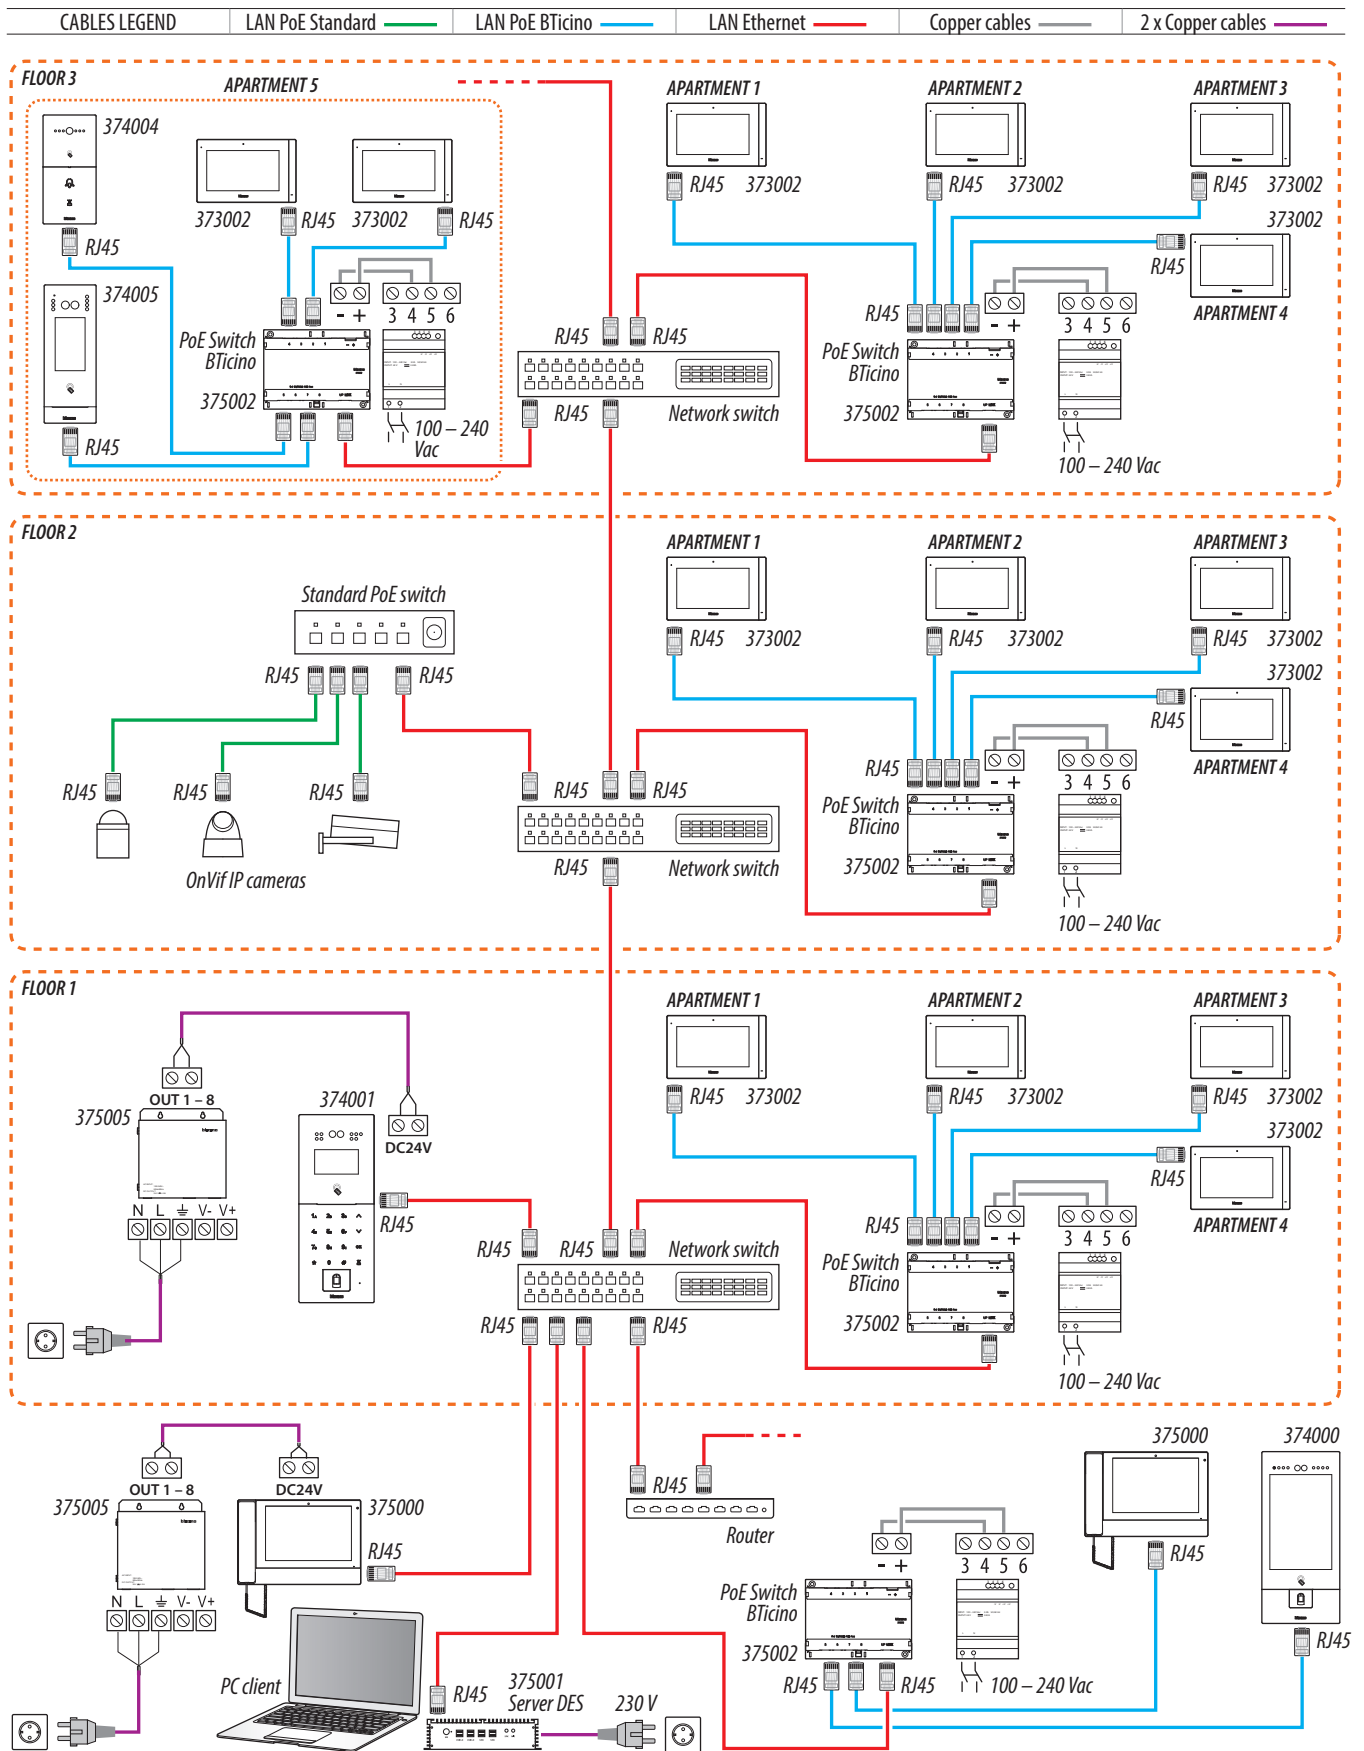 CABLES LEGEND
LAN PoE Standard
LAN PoE BTicino
LAN Ethernet
Copper cables
2 x Copper cables
FLOOR 3
APARTMENT 5
APARTMENT 1
APARTMENT 2
APARTMENT 3
374004
373002
RJ45
373002
RJ45
RJ45
RJ45 373002
RJ45 373002
RJ45 373002
373002
RJ45
APARTMENT 4
374005
- +
3 4 5 6
PoE Switch
BTicino
375002
RJ45
100 – 240
Vac
RJ45
RJ45
RJ45
Network switch
RJ45
- +
3 4 5 6
PoE Switch
BTicino
375002
100 – 240 Vac
FLOOR 2
APARTMENT 1
APARTMENT 2
APARTMENT 3
Standard PoE switch
RJ45
RJ45
RJ45 373002
RJ45 373002
RJ45 373002
373002
RJ45
APARTMENT 4
RJ45
RJ45
RJ45
OnVif IP cameras
RJ45
RJ45
RJ45
Network switch
RJ45
- +
3 4 5 6
PoE Switch
BTicino
375002
100 – 240 Vac
FLOOR 1
APARTMENT 1
APARTMENT 2
APARTMENT 3
OUT 1 – 8
375005
374001
DC24V
RJ45
N L V- V+
RJ45 373002
RJ45 373002
RJ45 373002
373002
RJ45
APARTMENT 4
RJ45
RJ45
Network switch
RJ45
RJ45
RJ45
- +
3 4 5 6
PoE Switch
BTicino
375002
100 – 240 Vac
OUT 1 – 8
375005
DC24V
375000
RJ45
N L V- V+
PC client
RJ45
375001
Server DES
230 V
RJ45
Router
- +
3 4 5 6
PoE Switch
BTicino
375002
RJ45
RJ45
100 – 240 Vac
375000
RJ45
374000
RJ45